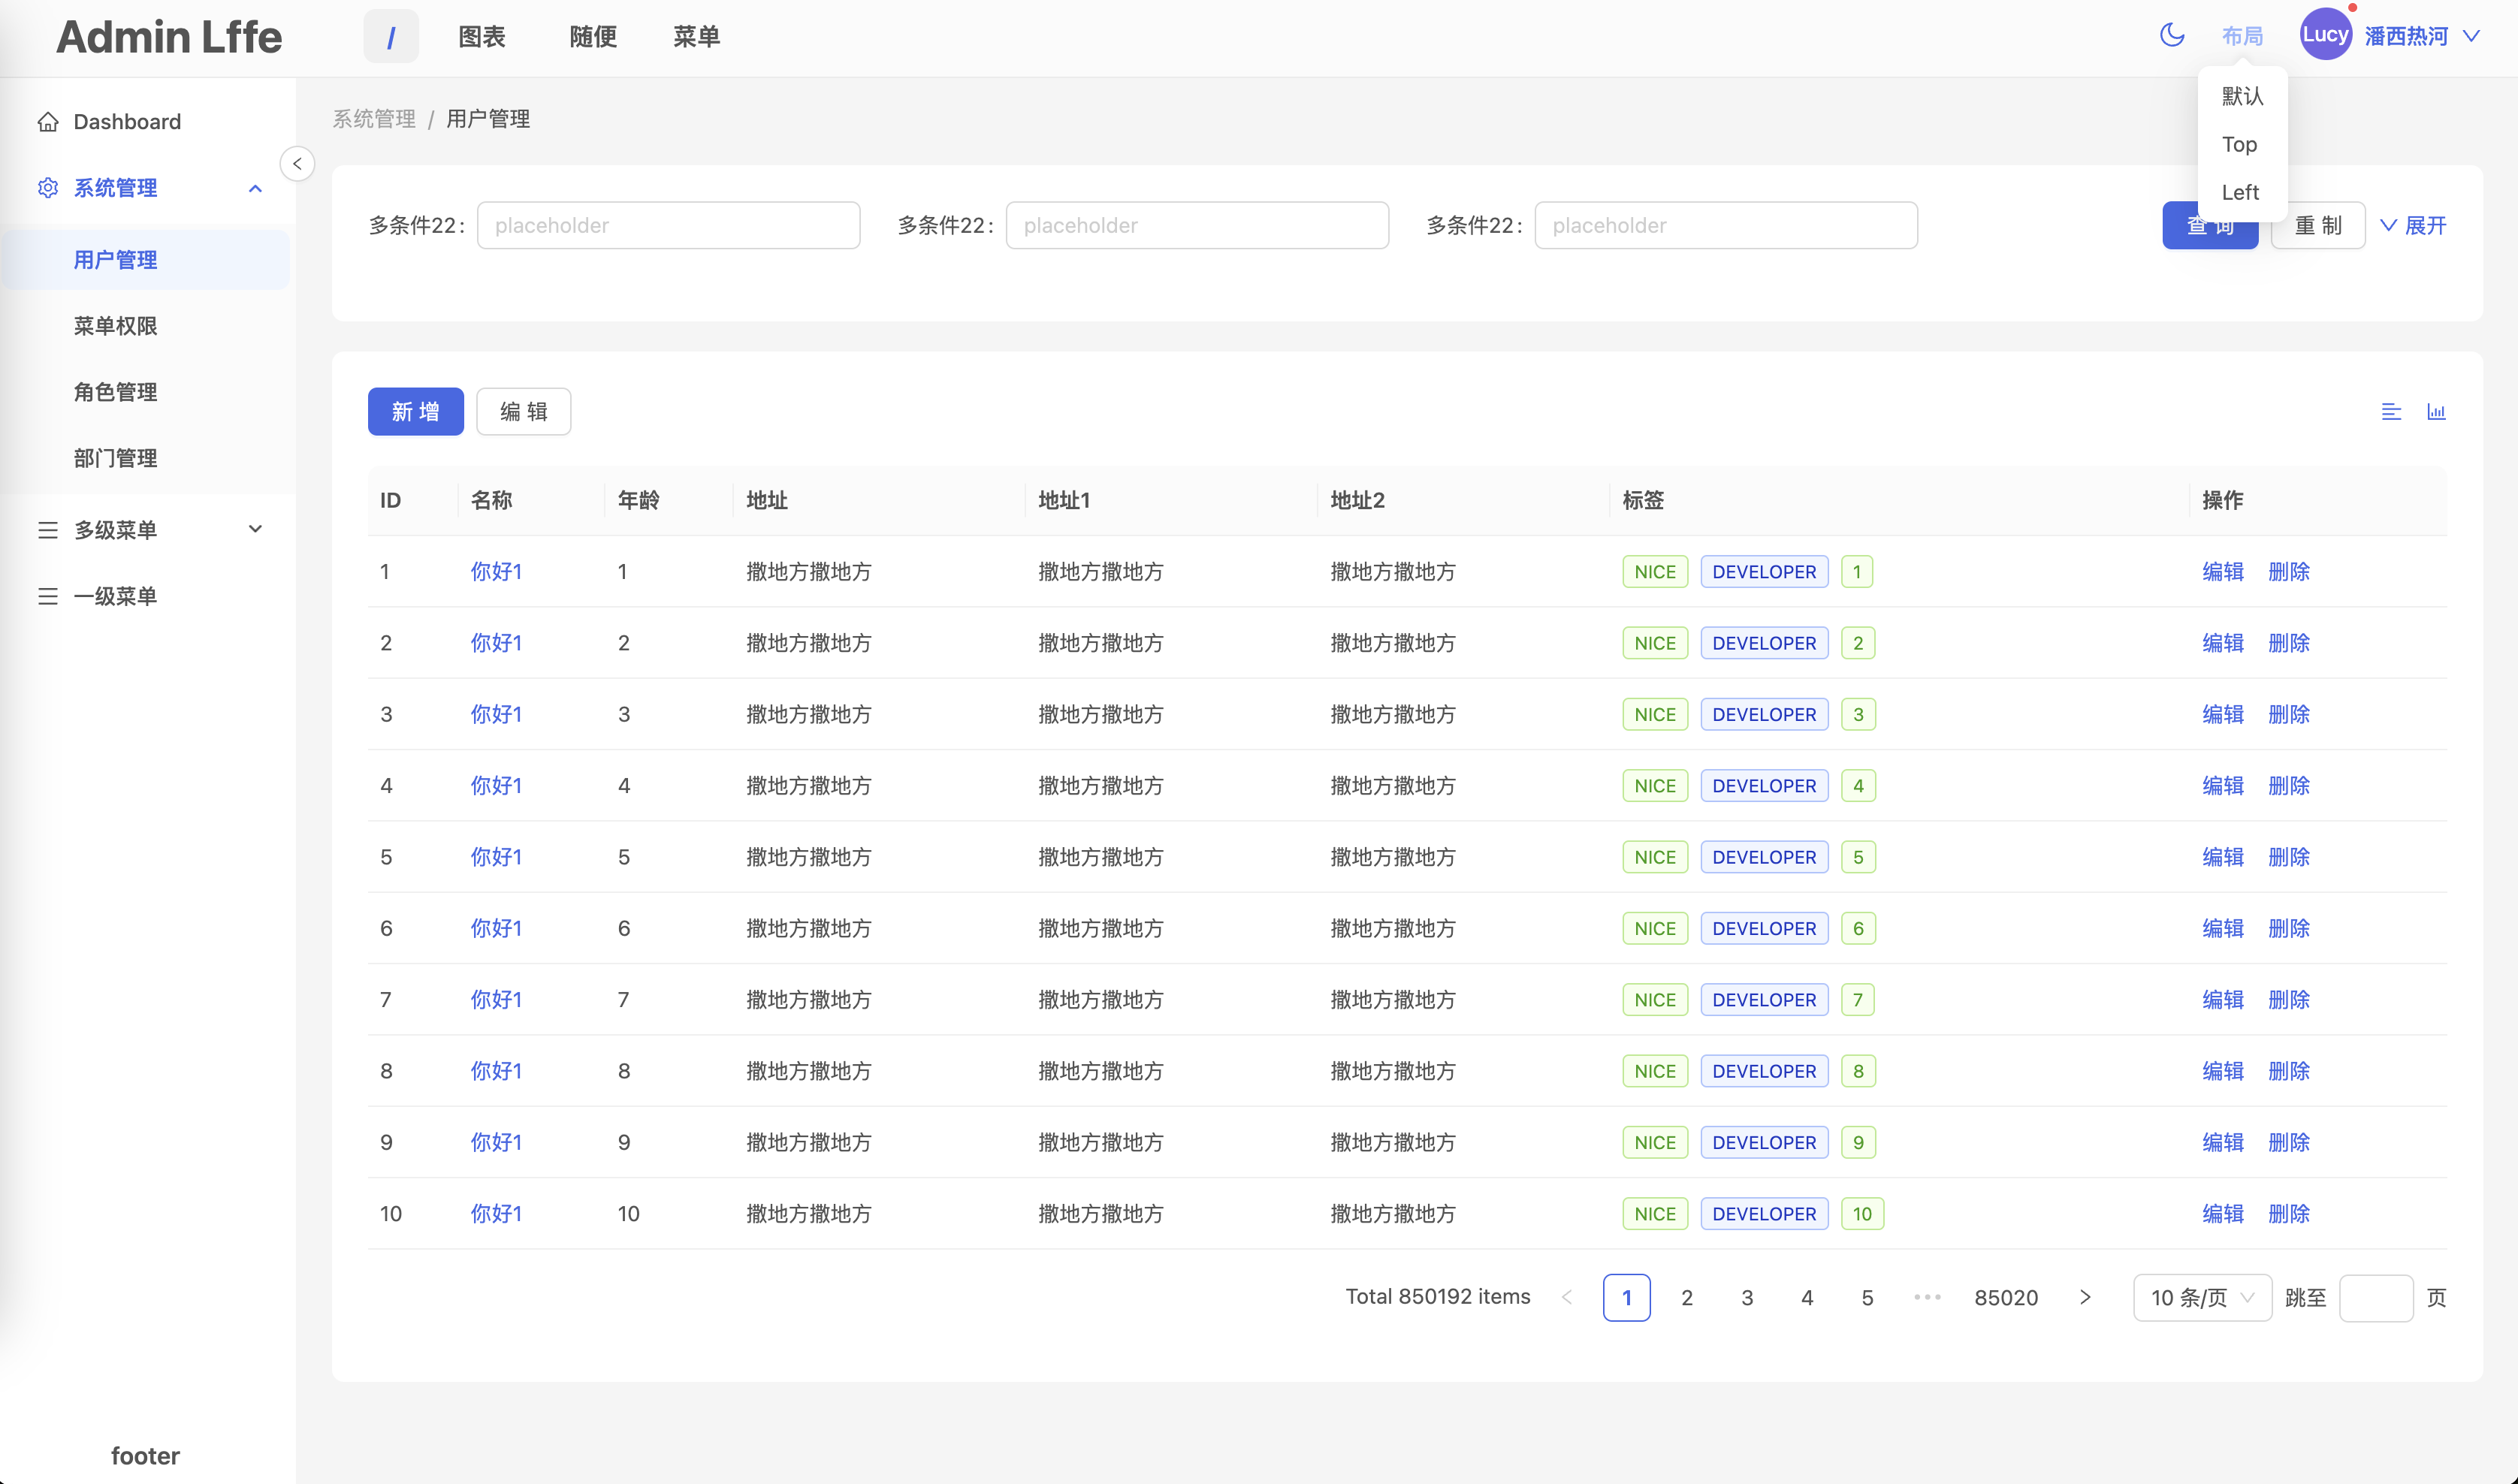 Admin Lffe
/ 图表 随便 菜单
布局 Lucy 潘西热河
默认
Top
Left
Dashboard
系统管理
用户管理
菜单权限
角色管理
部门管理
多级菜单
一级菜单
footer
系统管理 / 用户管理
多条件22: placeholder 多条件22: placeholder 多条件22: placeholder 查询 重制 展开
新增 编辑
ID 名称 年龄 地址 地址1 地址2 标签 操作
1 你好1 1 撒地方撒地方 撒地方撒地方 撒地方撒地方 NICE DEVELOPER 1 编辑 删除
2 你好1 2 撒地方撒地方 撒地方撒地方 撒地方撒地方 NICE DEVELOPER 2 编辑 删除
3 你好1 3 撒地方撒地方 撒地方撒地方 撒地方撒地方 NICE DEVELOPER 3 编辑 删除
4 你好1 4 撒地方撒地方 撒地方撒地方 撒地方撒地方 NICE DEVELOPER 4 编辑 删除
5 你好1 5 撒地方撒地方 撒地方撒地方 撒地方撒地方 NICE DEVELOPER 5 编辑 删除
6 你好1 6 撒地方撒地方 撒地方撒地方 撒地方撒地方 NICE DEVELOPER 6 编辑 删除
7 你好1 7 撒地方撒地方 撒地方撒地方 撒地方撒地方 NICE DEVELOPER 7 编辑 删除
8 你好1 8 撒地方撒地方 撒地方撒地方 撒地方撒地方 NICE DEVELOPER 8 编辑 删除
9 你好1 9 撒地方撒地方 撒地方撒地方 撒地方撒地方 NICE DEVELOPER 9 编辑 删除
10 你好1 10 撒地方撒地方 撒地方撒地方 撒地方撒地方 NICE DEVELOPER 10 编辑 删除
Total 850192 items 1 2 3 4 5 ••• 85020 10 条/页 跳至 页